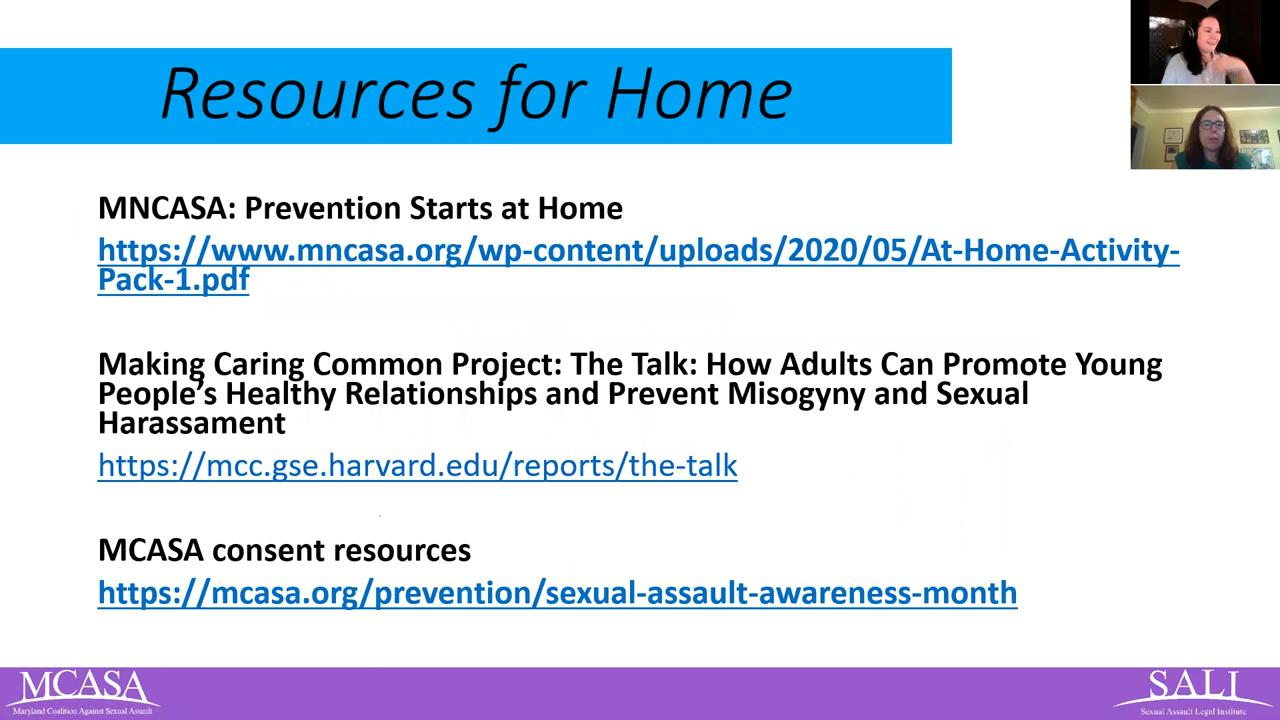 Resources for Home
MNCASA: Prevention Starts at Home
https://www.mncasa.org/wp-content/uploads/2020/05/At-Home-Activity-
Pack-1.pdf
Making Caring Common Project: The Talk: How Adults Can Promote Young
People's Healthy Relationships and Prevent Misogyny and Sexual
Harassment
https://mcc.gse.harvard.edu/reports/the-talk
MCASA consent resources
https://mcasa.org/prevention/sexual-assault-awareness-month
MCASA
Maryland Coalition Against Sexual Assault
SALI
Sexual Assault Legal Institute